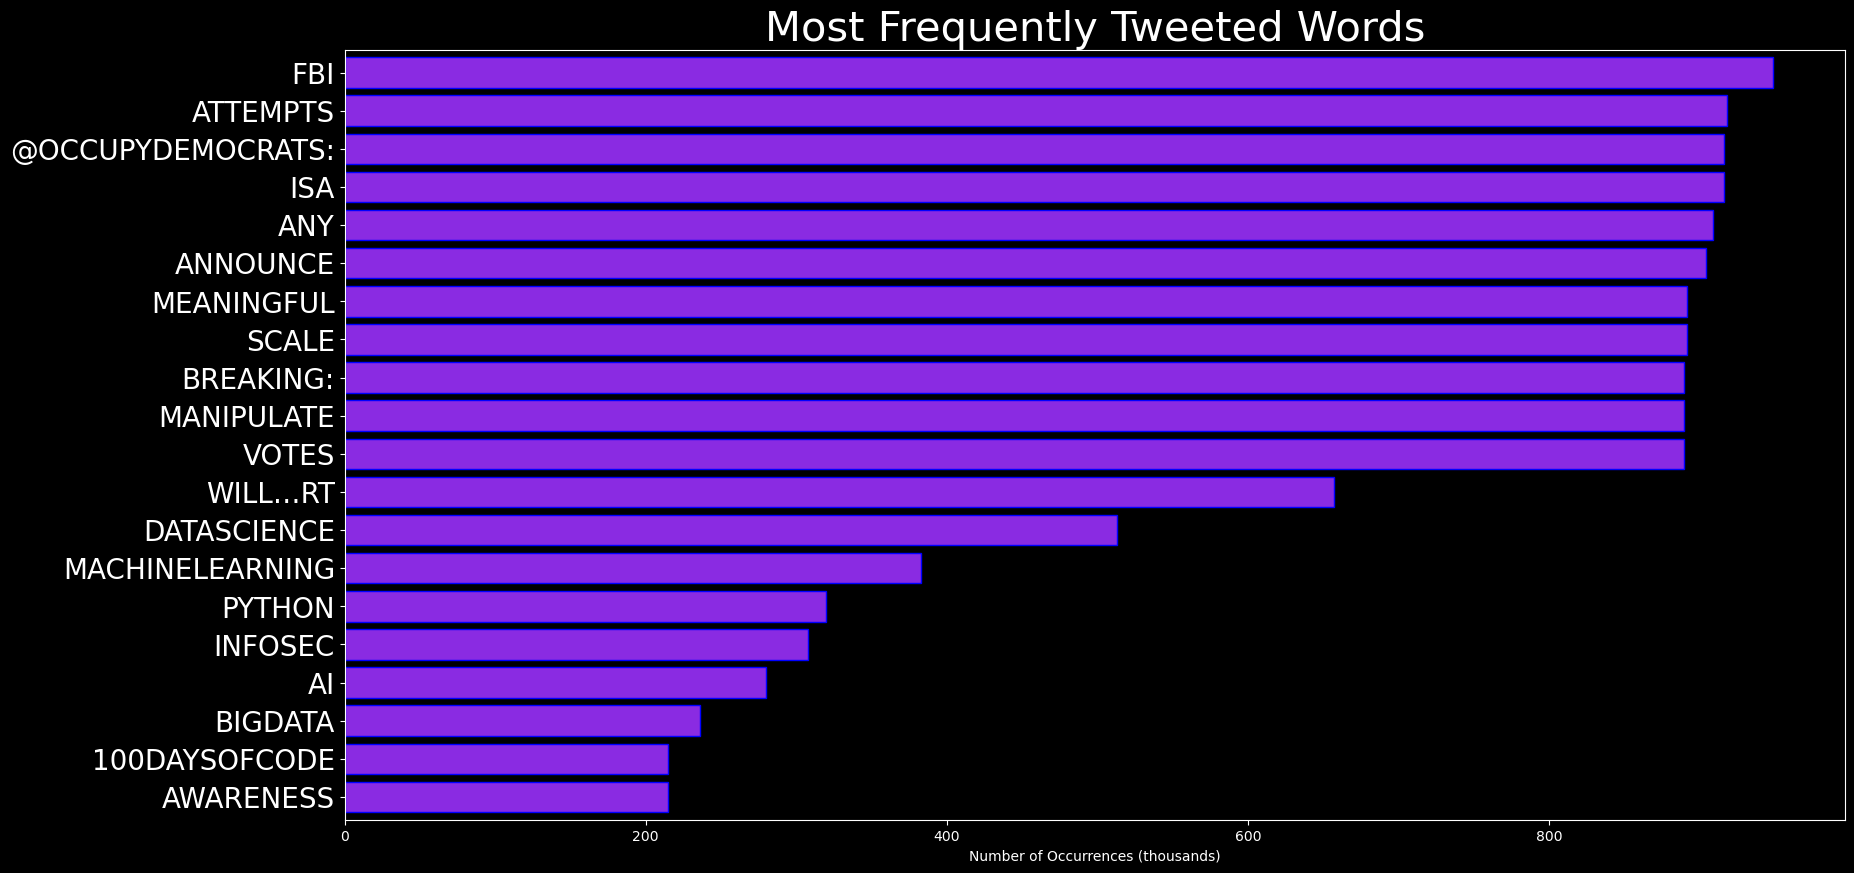 Most Frequently Tweeted Words
FBI
ATTEMPTS
@OCCUPYDEMOCRATS:
ISA
ANY
ANNOUNCE
MEANINGFUL
SCALE
BREAKING:
MANIPULATE
VOTES
WILL…RT
DATASCIENCE
MACHINELEARNING
PYTHON
INFOSEC
AI
BIGDATA
100DAYSOFCODE
AWARENESS
0 200 400 600 800
Number of Occurrences (thousands)